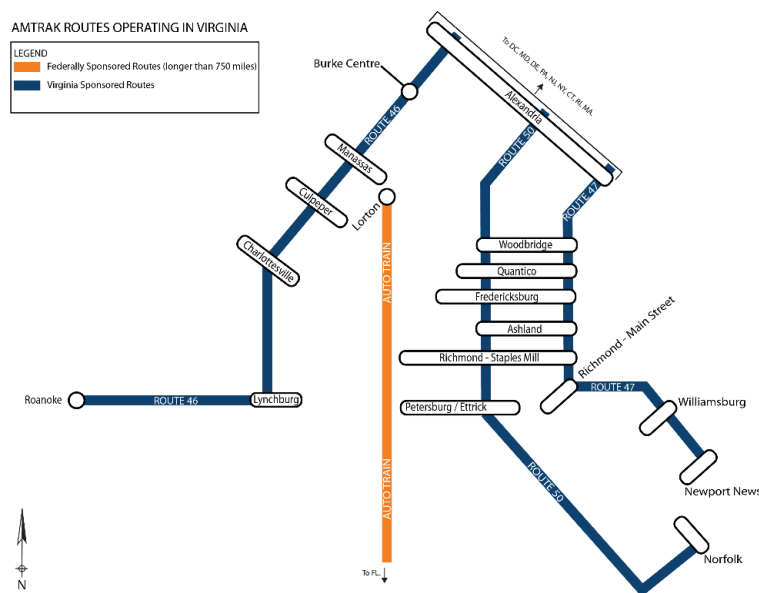 AMTRAK ROUTES OPERATING IN VIRGINIA
LEGEND
Federally Sponsored Routes (longer than 750 miles)
Virginia Sponsored Routes
To DC, MD, DE, PA, NJ, NY, CT, RI, MA.
Burke Centre
Alexandria
ROUTE 46
ROUTE 50
Manassas
ROUTE 47
Culpeper
Lorton
Charlottesville
Woodbridge
AUTO TRAIN
Quantico
Fredericksburg
Ashland
Richmond - Staples Mill
Richmond - Main Street
ROUTE 47
Roanoke
ROUTE 46
Lynchburg
Petersburg / Ettrick
Williamsburg
AUTO TRAIN
ROUTE 50
Newport News
Norfolk
To FL.
N